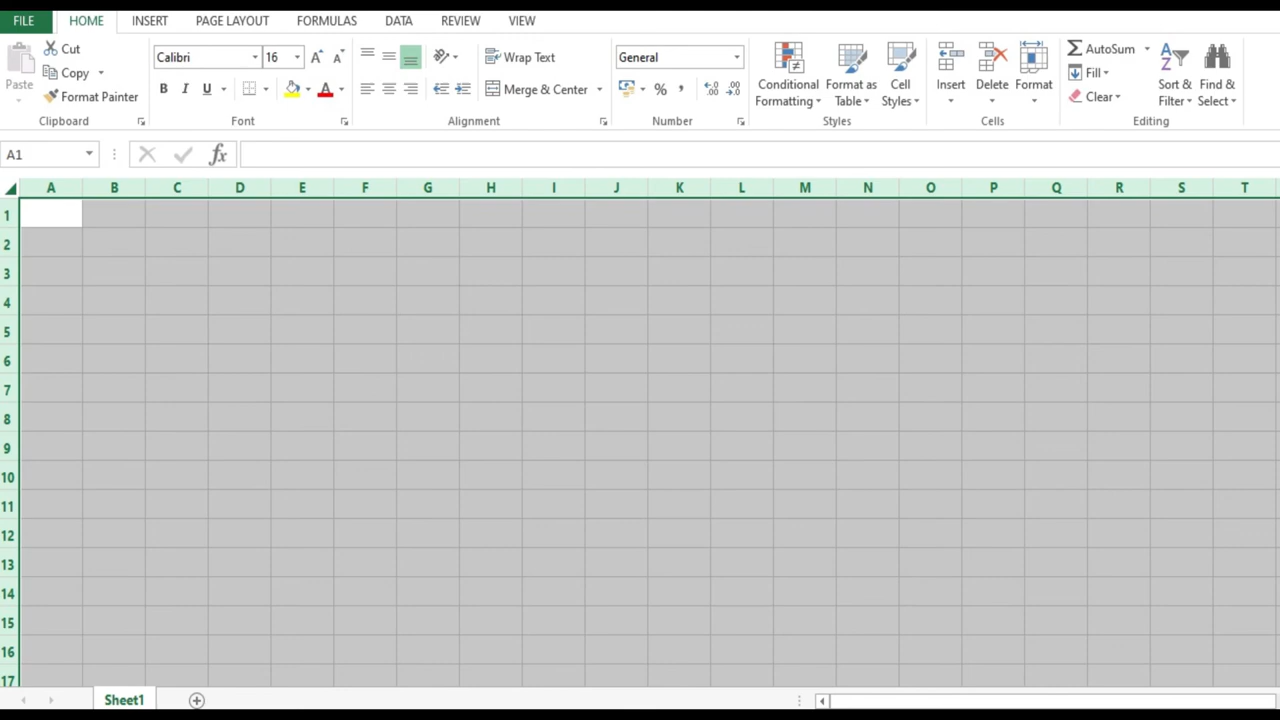 FILE HOME INSERT PAGE LAYOUT FORMULAS DATA REVIEW VIEW
Cut
Copy
Format Painter
Paste
Clipboard
Calibri 16
B I U
Font
Wrap Text
Merge & Center
Alignment
General
%
Number
Conditional Formatting
Format as Table
Cell Styles
Styles
Insert Delete Format
Cells
AutoSum
Fill
Clear
Sort & Filter
Find & Select
Editing
A1 fx
A B C D E F G H I J K L M N O P Q R S T
1
2
3
4
5
6
7
8
9
10
11
12
13
14
15
16
17
Sheet1